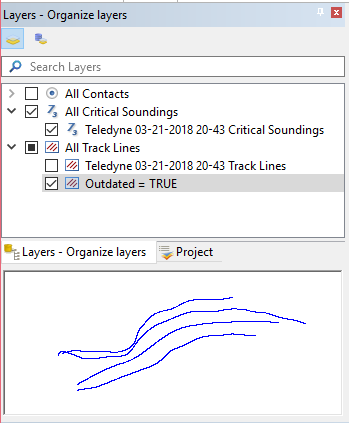 Layers - Organize layers
Search Layers
All Contacts
All Critical Soundings
Teledyne 03-21-2018 20-43 Critical Soundings
All Track Lines
Teledyne 03-21-2018 20-43 Track Lines
Outdated = TRUE
Layers - Organize layers Project